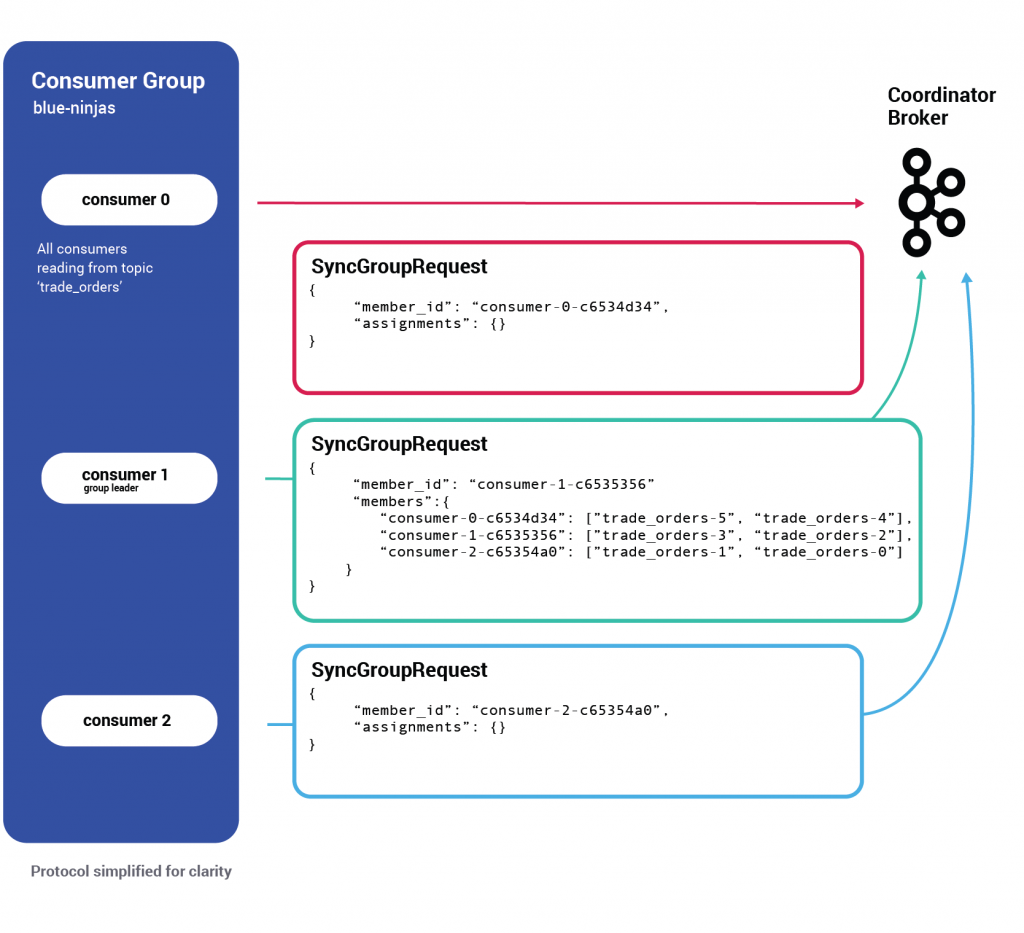 Consumer Group
blue-ninjas
Coordinator
Broker
consumer 0
All consumers
reading from topic
‘trade_orders’
SyncGroupRequest
{
“member_id”: “consumer-0-c6534d34”,
“assignments”: {}
}
consumer 1
group leader
SyncGroupRequest
{
“member_id”: “consumer-1-c6535356”
“members”:{
“consumer-0-c6534d34”: [”trade_orders-5”, “trade_orders-4”],
“consumer-1-c6535356”: [”trade_orders-3”, “trade_orders-2”],
“consumer-2-c65354a0”: [”trade_orders-1”, “trade_orders-0”]
}
}
consumer 2
SyncGroupRequest
{
“member_id”: “consumer-2-c65354a0”,
“assignments”: {}
}
Protocol simplified for clarity